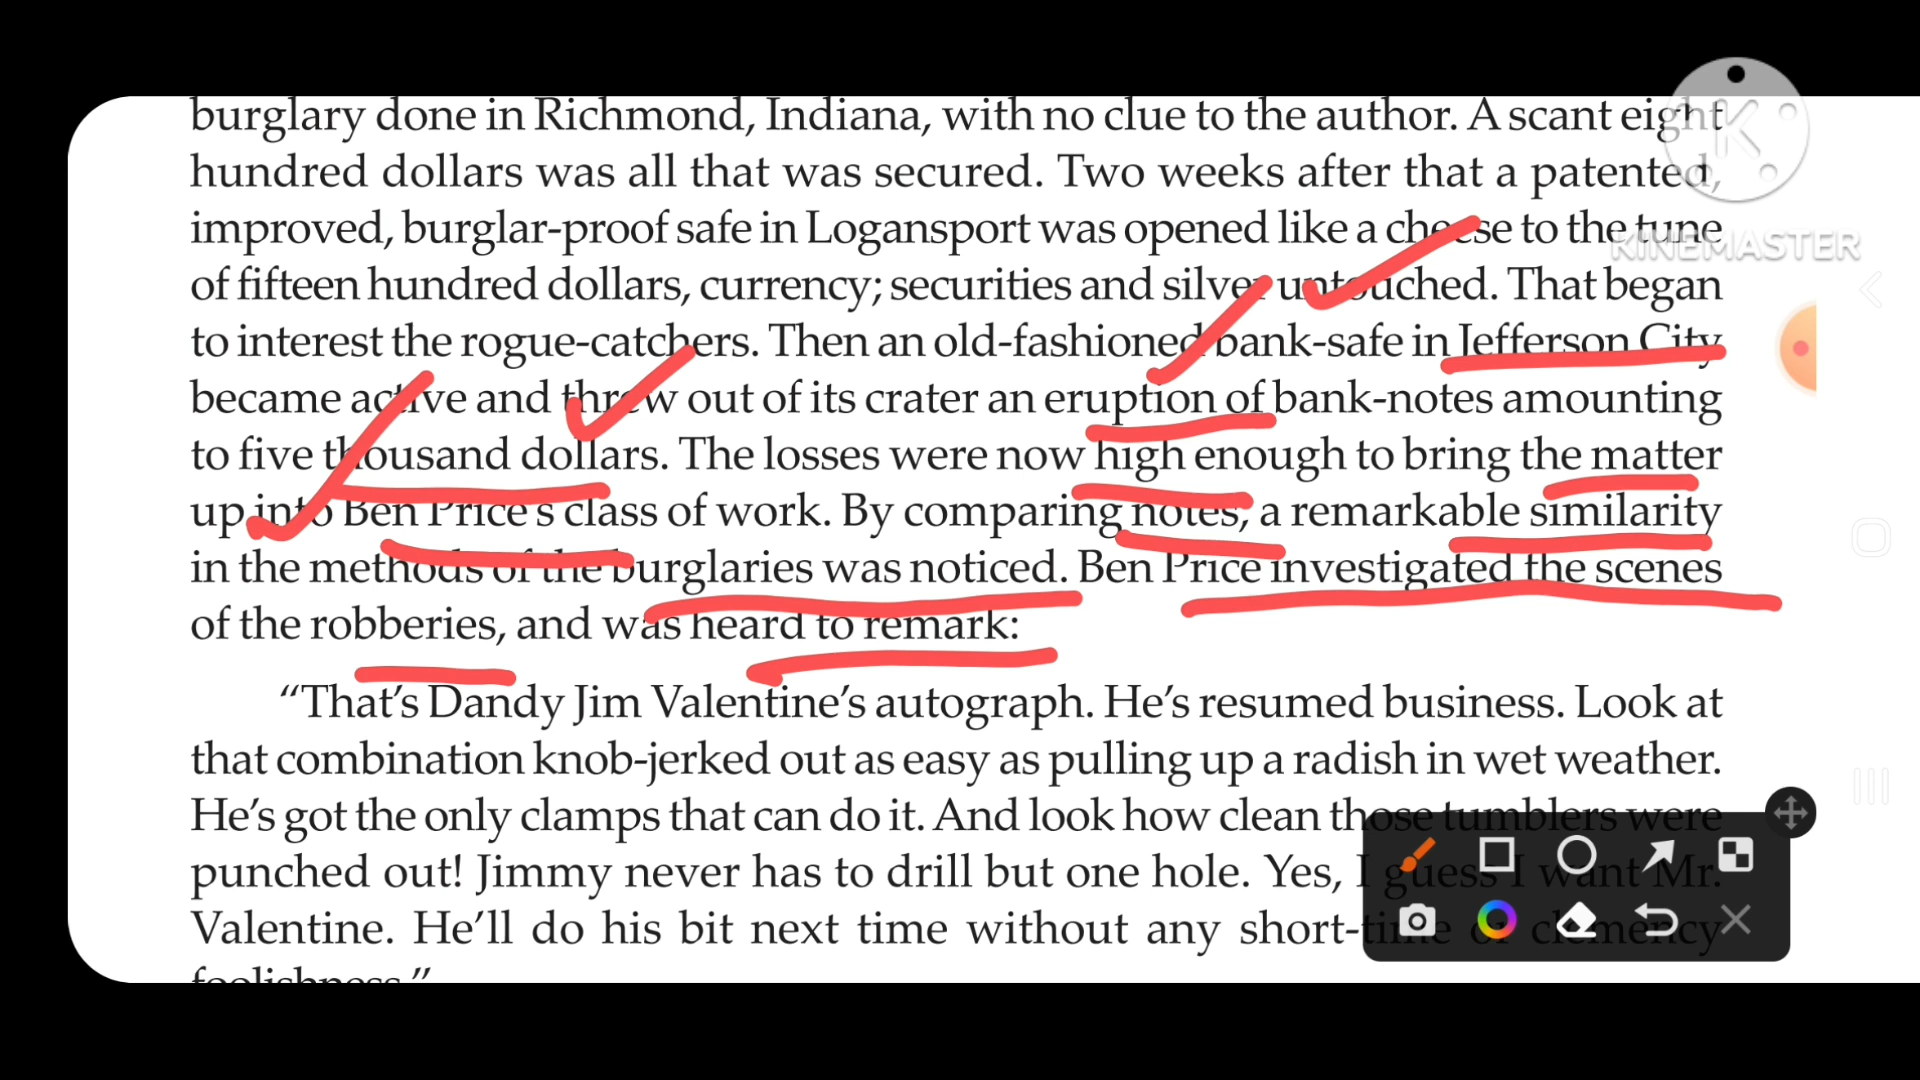 burglary done in Richmond, Indiana, with no clue to the author. A scant eight
hundred dollars was all that was secured. Two weeks after that a patented,
improved, burglar-proof safe in Logansport was opened like a cheese to the tune
of fifteen hundred dollars, currency; securities and silver untouched. That began
to interest the rogue-catchers. Then an old-fashioned bank-safe in Jefferson City
became active and threw out of its crater an eruption of bank-notes amounting
to five thousand dollars. The losses were now high enough to bring the matter
up into Ben Price's class of work. By comparing notes, a remarkable similarity
in the methods of the burglaries was noticed. Ben Price investigated the scenes
of the robberies, and was heard to remark:
“That's Dandy Jim Valentine's autograph. He's resumed business. Look at
that combination knob-jerked out as easy as pulling up a radish in wet weather.
He's got the only clamps that can do it. And look how clean those tumblers were
punched out! Jimmy never has to drill but one hole. Yes, I guess I want Mr.
Valentine. He'll do his bit next time without any short-time or clemency
foolishness.”
K
KINEMASTER